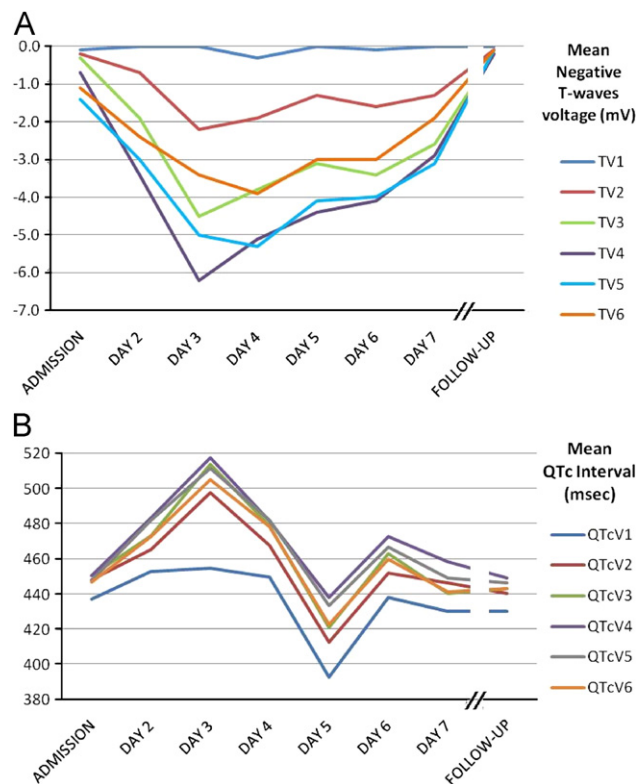 A
0.0
-1.0
-2.0
-3.0
-4.0
-5.0
-6.0
-7.0
ADMISSION
DAY 2
DAY 3
DAY 4
DAY 5
DAY 6
DAY 7
FOLLOW-UP
Mean
Negative
T-waves
voltage (mV)
TV1
TV2
TV3
TV4
TV5
TV6
B
520
500
480
460
440
420
400
380
ADMISSION
DAY 2
DAY 3
DAY 4
DAY 5
DAY 6
DAY 7
FOLLOW-UP
Mean
QTc Interval
(msec)
QTcV1
QTcV2
QTcV3
QTcV4
QTcV5
QTcV6